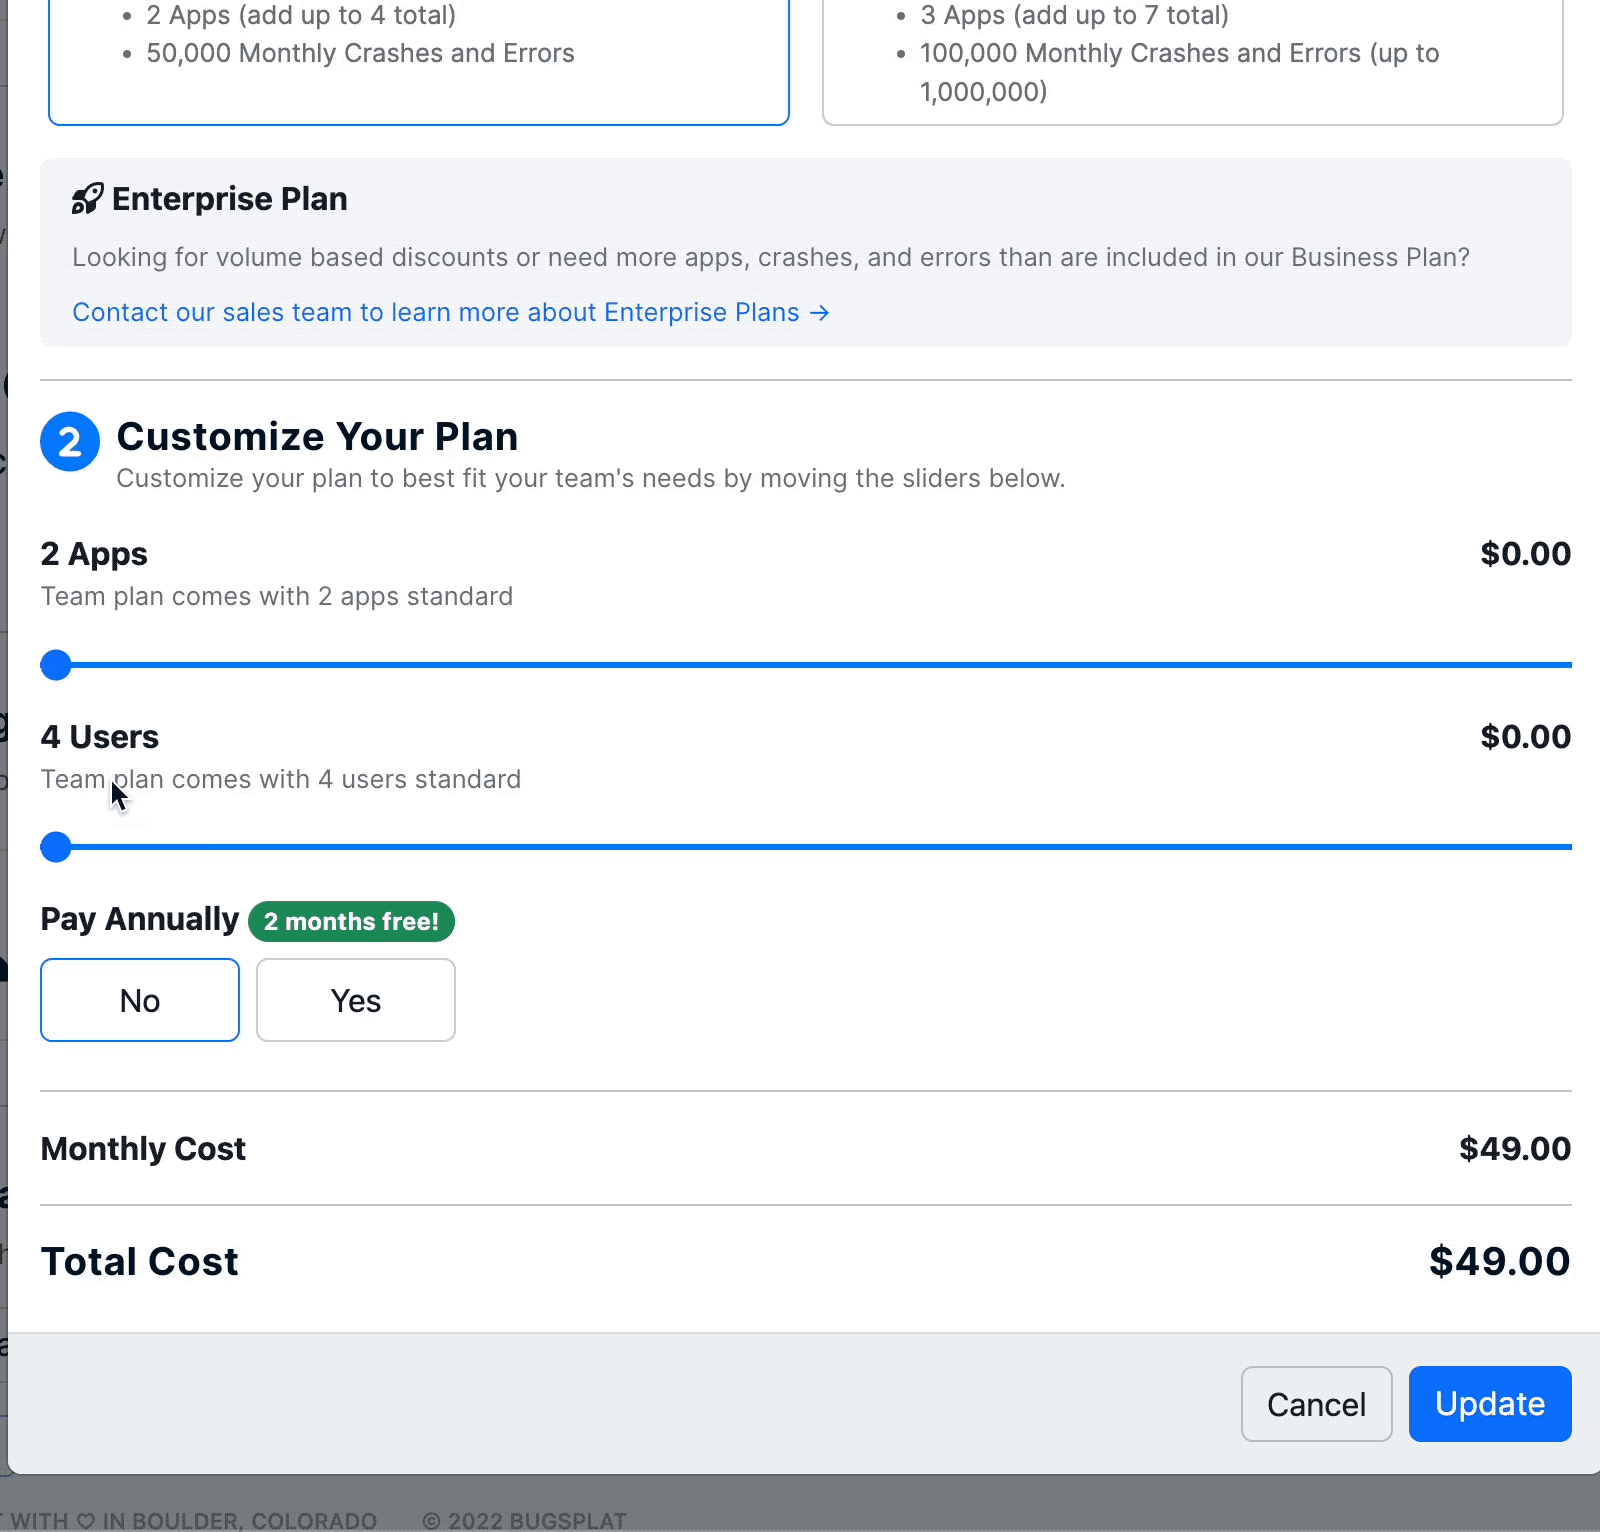 2 Apps (add up to 4 total)
50,000 Monthly Crashes and Errors
3 Apps (add up to 7 total)
100,000 Monthly Crashes and Errors (up to
1,000,000)
Enterprise Plan
Looking for volume based discounts or need more apps, crashes, and errors than are included in our Business Plan?
Contact our sales team to learn more about Enterprise Plans →
2 Customize Your Plan
Customize your plan to best fit your team's needs by moving the sliders below.
2 Apps $0.00
Team plan comes with 2 apps standard
4 Users $0.00
Team plan comes with 4 users standard
Pay Annually 2 months free!
No Yes
Monthly Cost $49.00
Total Cost $49.00
Cancel Update
WITH ♡ IN BOULDER, COLORADO © 2022 BUGSPLAT